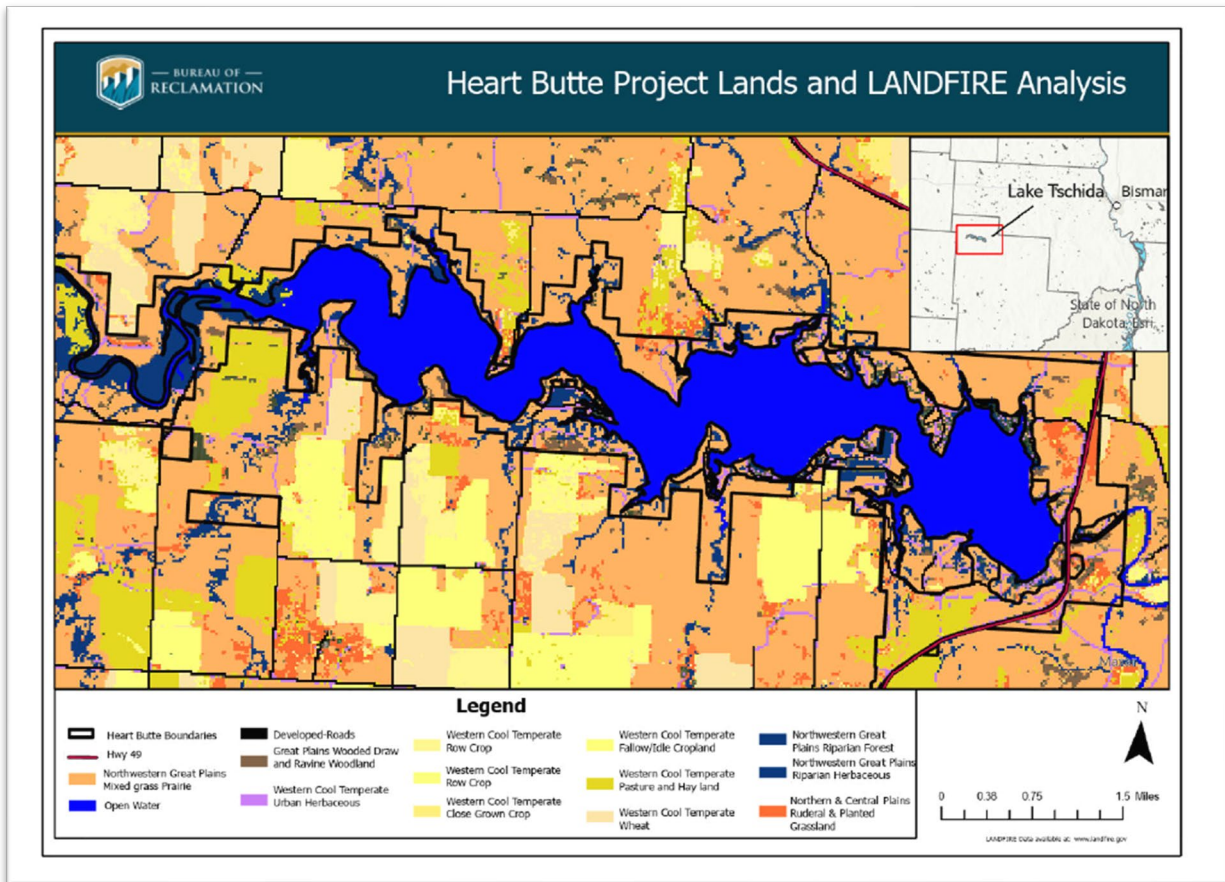 BUREAU OF
RECLAMATION
Heart Butte Project Lands and LANDFIRE Analysis
Lake Tschida
Bismar
State of North
Dakota, Esri,
Legend
Heart Butte Boundaries
Hwy 49
Northwestern Great Plains
Mixed grass Prairie
Open Water
Developed-Roads
Great Plains Wooded Draw
and Ravine Woodland
Western Cool Temperate
Urban Herbaceous
Western Cool Temperate
Row Crop
Western Cool Temperate
Row Crop
Western Cool Temperate
Close Grown Crop
Western Cool Temperate
Fallow/Idle Cropland
Western Cool Temperate
Pasture and Hay land
Western Cool Temperate
Wheat
Northwestern Great
Plains Riparian Forest
Northwestern Great Plains
Riparian Herbaceous
Northern & Central Plains
Ruderal & Planted
Grassland
N
0 0.38 0.75 1.5 Miles
LANDFIRE Data available at: www.landfire.gov